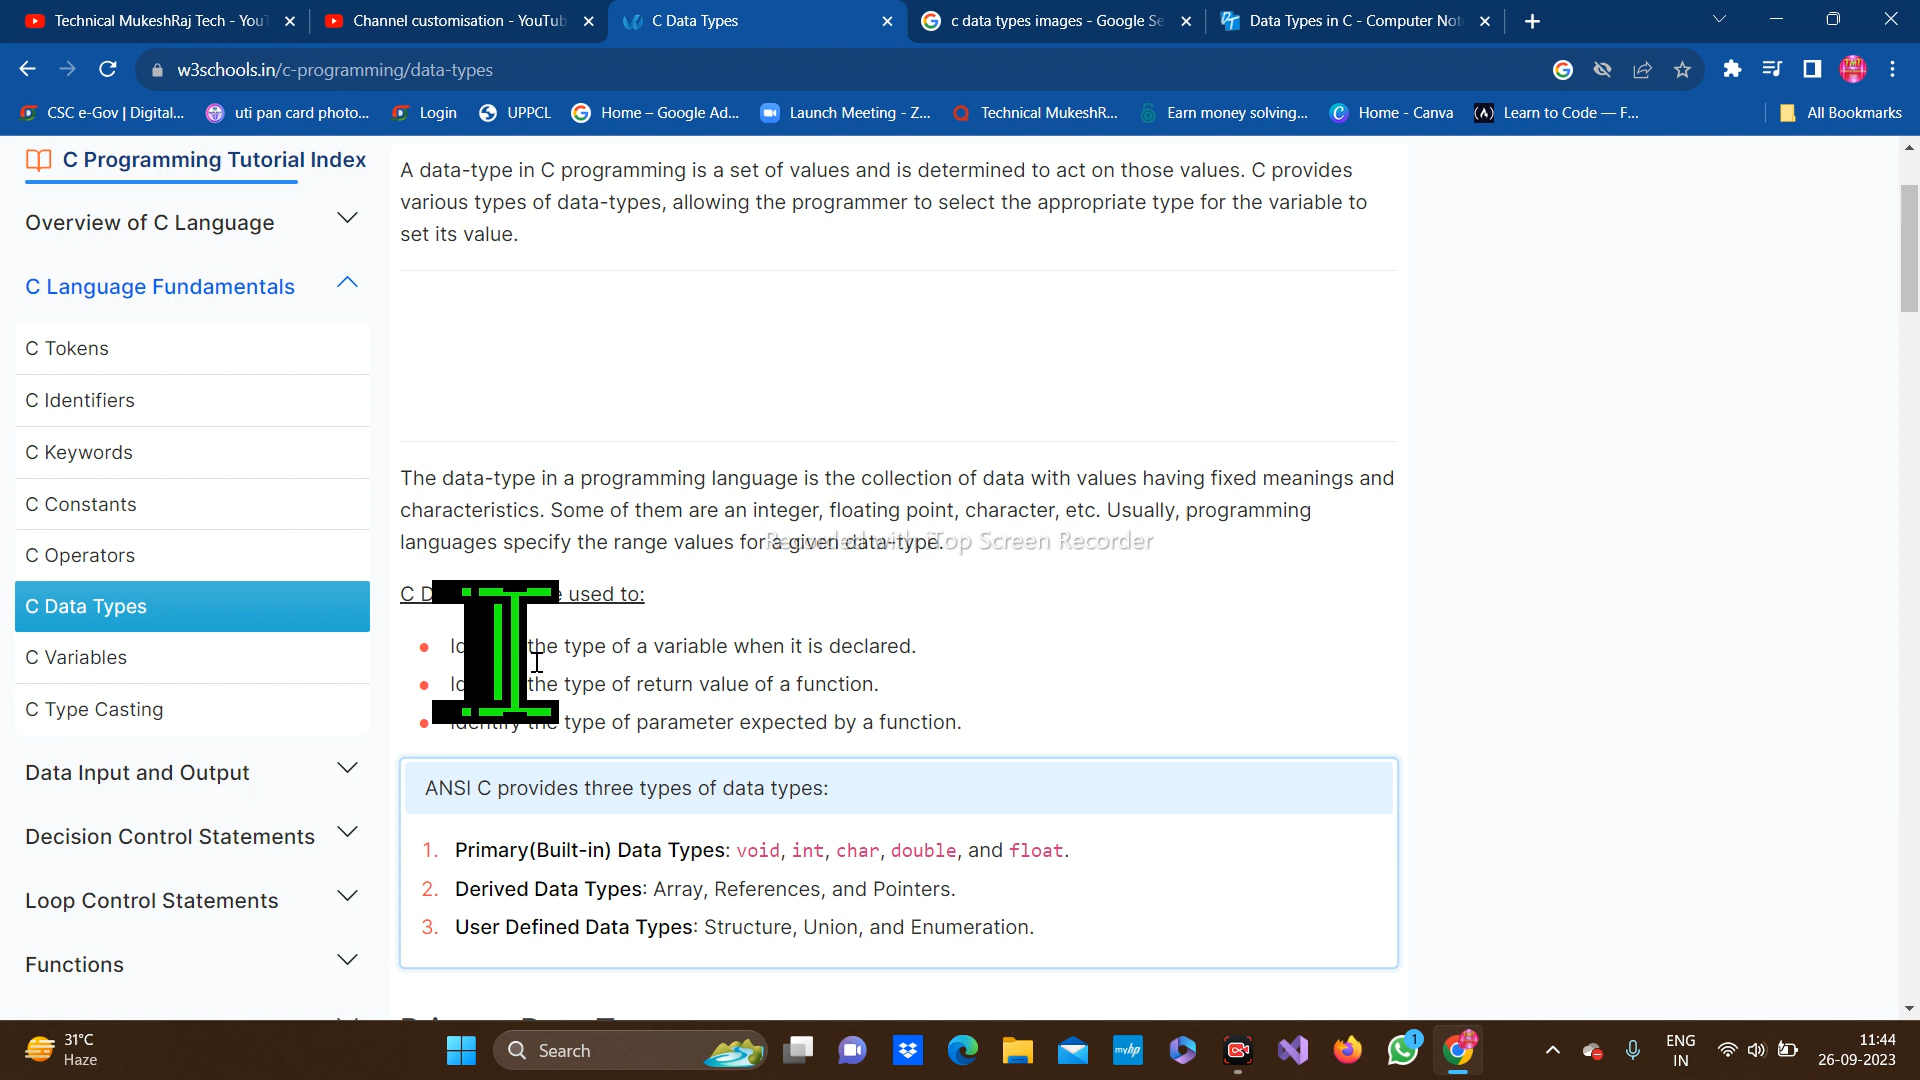 Technical MukeshRaj Tech - You
Channel customisation - YouTub
C Data Types
c data types images - Google Se
Data Types in C - Computer Not
w3schools.in/c-programming/data-types
CSC e-Gov | Digital...
uti pan card photo...
Login
UPPCL
Home – Google Ad...
Launch Meeting - Z...
Technical MukeshR...
Earn money solving...
Home - Canva
Learn to Code — F...
All Bookmarks
C Programming Tutorial Index
Overview of C Language
C Language Fundamentals
C Tokens
C Identifiers
C Keywords
C Constants
C Operators
C Data Types
C Variables
C Type Casting
Data Input and Output
Decision Control Statements
Loop Control Statements
Functions
A data-type in C programming is a set of values and is determined to act on those values. C provides
various types of data-types, allowing the programmer to select the appropriate type for the variable to
set its value.
The data-type in a programming language is the collection of data with values having fixed meanings and
characteristics. Some of them are an integer, floating point, character, etc. Usually, programming
languages specify the range values for a given data-type.
Recorded with iTop Screen Recorder
C D used to:
the type of a variable when it is declared.
the type of return value of a function.
Identify the type of parameter expected by a function.
ANSI C provides three types of data types:
1. Primary(Built-in) Data Types: void, int, char, double, and float.
2. Derived Data Types: Array, References, and Pointers.
3. User Defined Data Types: Structure, Union, and Enumeration.
31°C
Haze
Search
myhp
1
ENG
IN
11:44
26-09-2023